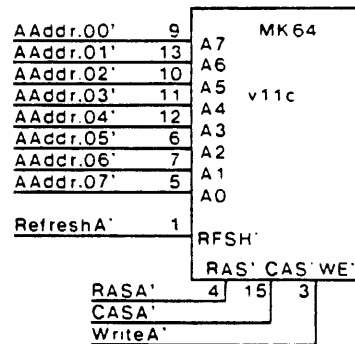 AAddr.00' 9 A7 MK64
AAddr.01' 13 A6
AAddr.02' 10 A5 v11c
AAddr.03' 11 A4
AAddr.04' 12 A3
AAddr.05' 6 A2
AAddr.06' 7 A1
AAddr.07' 5 A0
RefreshA' 1 RFSH'
RAS' CAS' WE'
RASA' 4 15 3
CASA'
WriteA'